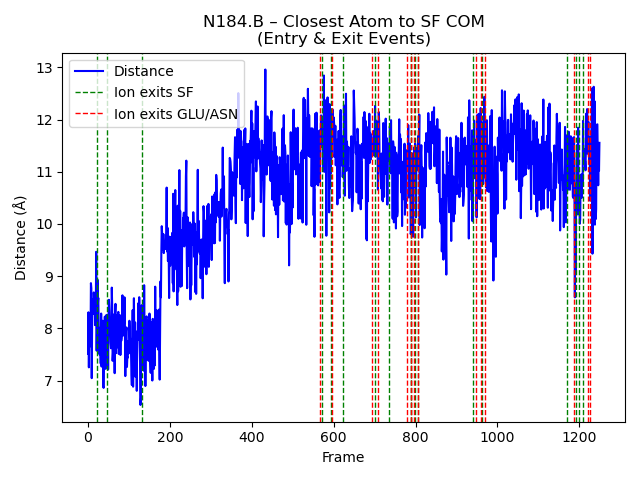 N184.B – Closest Atom to SF COM
(Entry & Exit Events)
Distance
Ion exits SF
Ion exits GLU/ASN
Distance (Å)
13
12
11
10
9
8
7
0
200
400
600
800
1000
1200
Frame